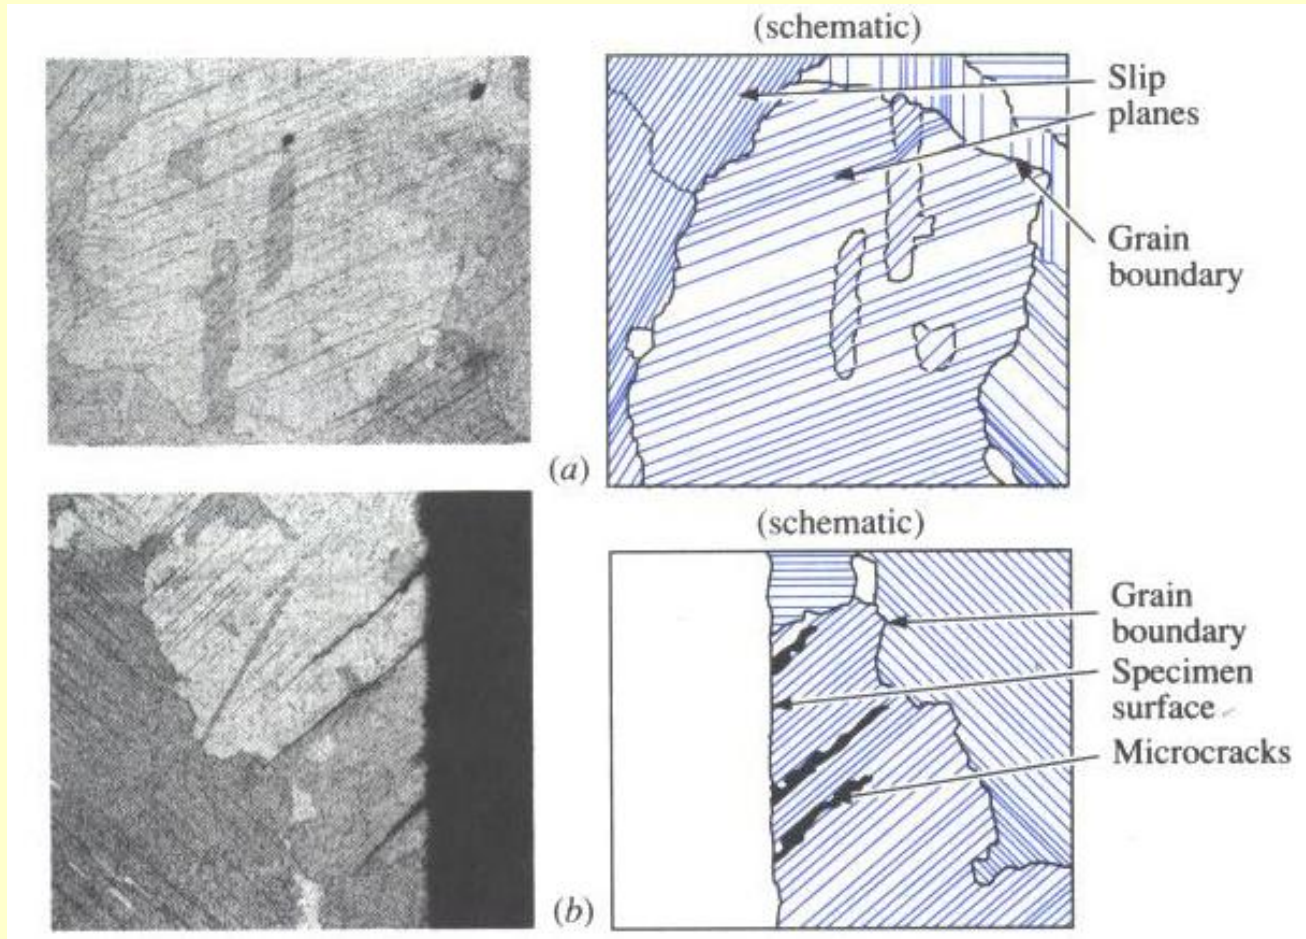 (schematic)
Slip
planes
Grain
boundary
(a)
(schematic)
Grain
boundary
Specimen
surface
Microcracks
(b)